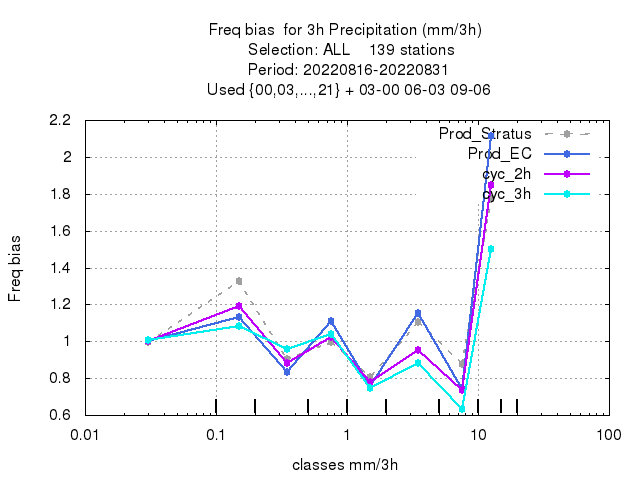 Freq bias  for 3h Precipitation (mm/3h)
Selection: ALL    139 stations
Period: 20220816-20220831
Used {00,03,...,21} + 03-00 06-03 09-06
2.2
2
1.8
1.6
1.4
1.2
1
0.8
0.6
Freq bias
Prod_Stratus
Prod_EC
cyc_2h
cyc_3h
0.01 0.1 1 10 100
classes mm/3h